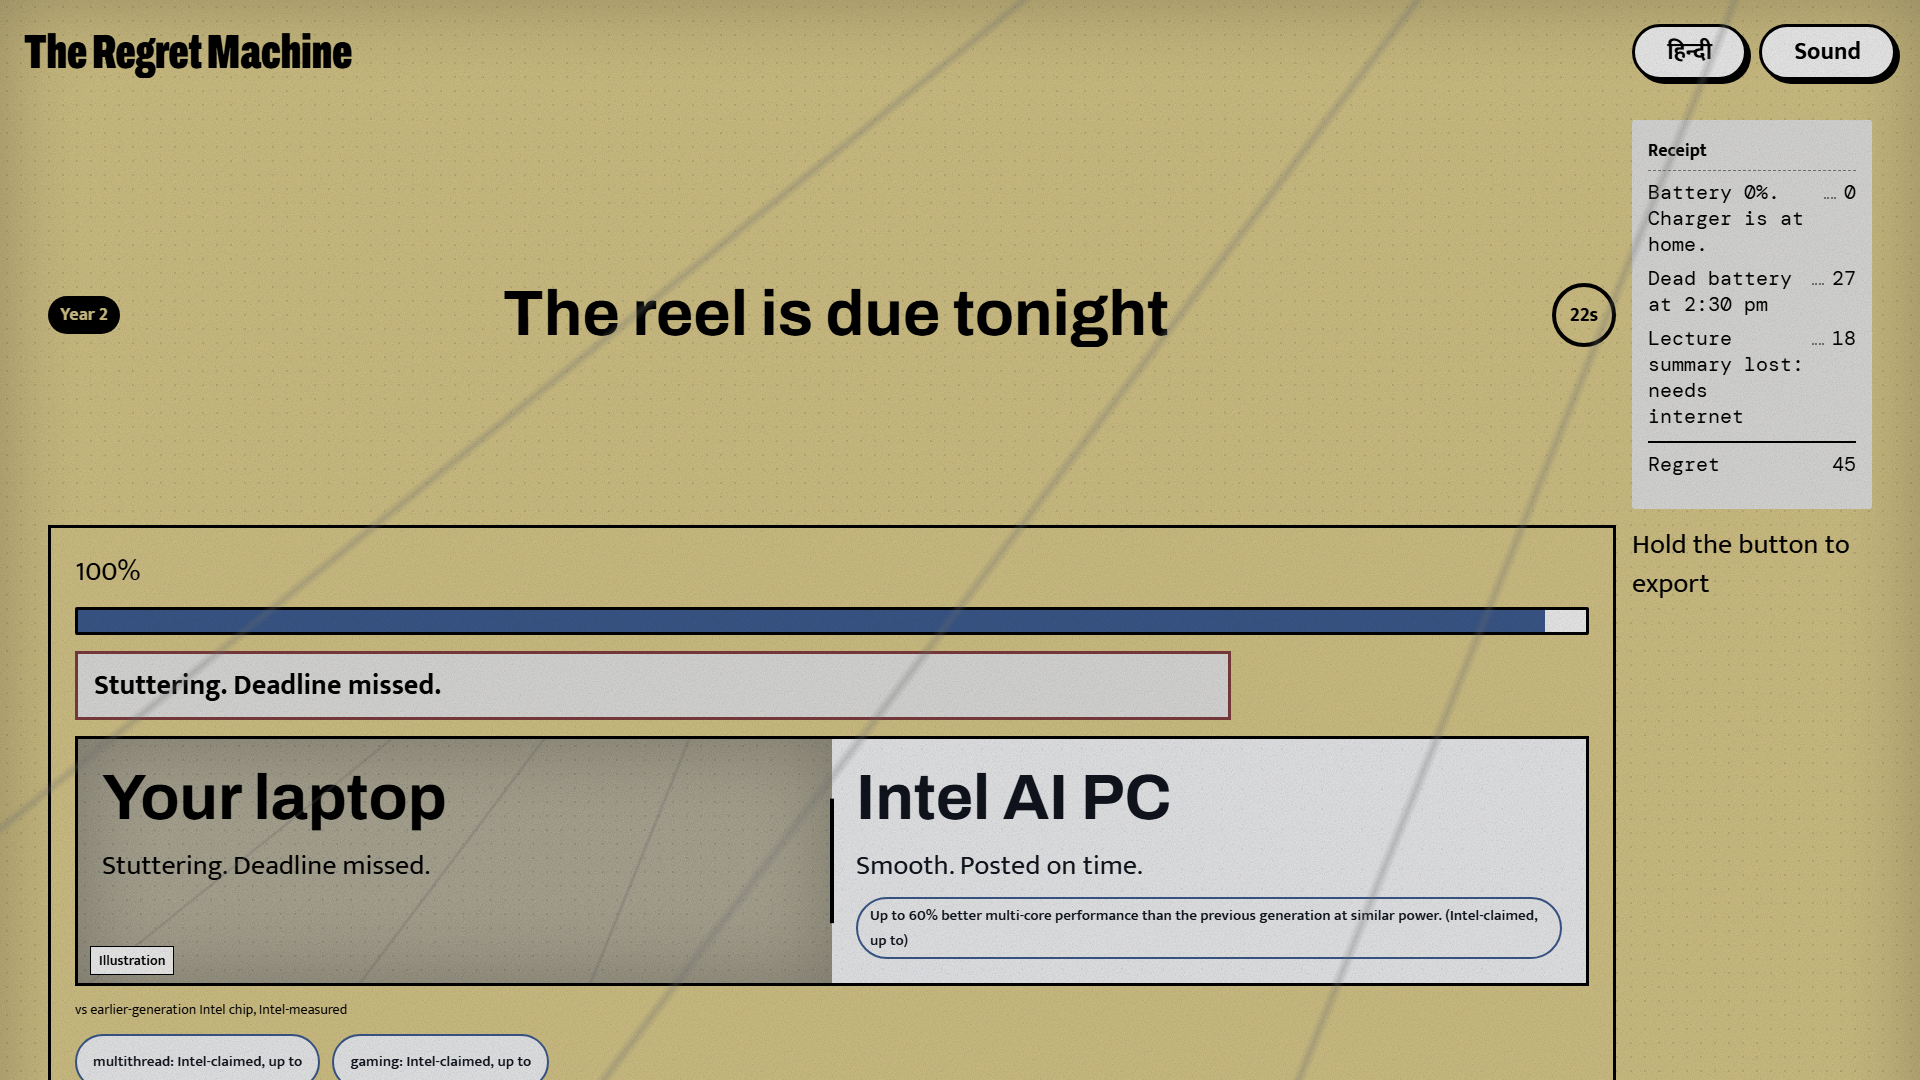 The Regret Machine
हिन्दी
Sound
Year 2
The reel is due tonight
22s
Receipt
Battery 0%. .... 0
Charger is at
home.
Dead battery .... 27
at 2:30 pm
Lecture .... 18
summary lost:
needs
internet
Regret 45
Hold the button to
export
100%
Stuttering. Deadline missed.
Your laptop
Stuttering. Deadline missed.
Illustration
Intel AI PC
Smooth. Posted on time.
Up to 60% better multi-core performance than the previous generation at similar power. (Intel-claimed,
up to)
vs earlier-generation Intel chip, Intel-measured
multithread: Intel-claimed, up to
gaming: Intel-claimed, up to